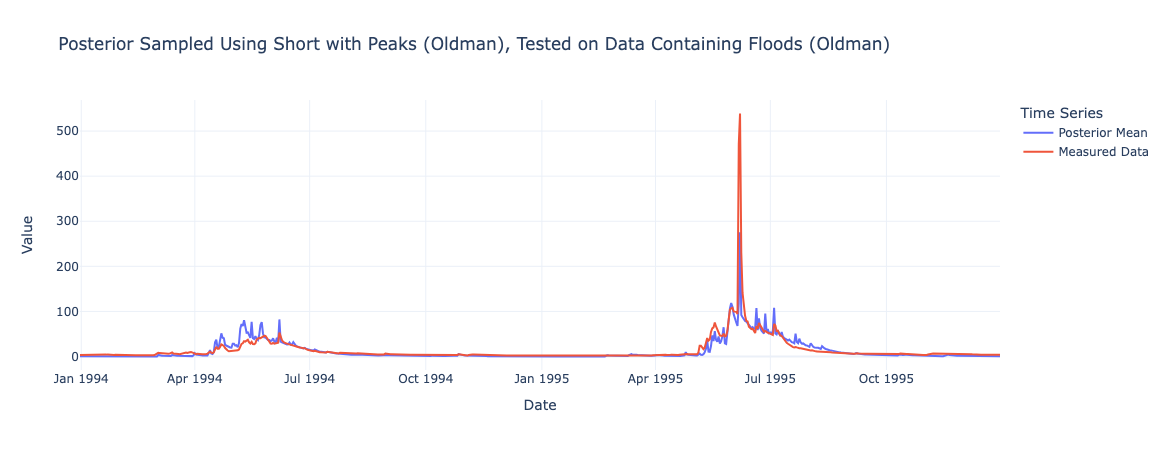 Posterior Sampled Using Short with Peaks (Oldman), Tested on Data Containing Floods (Oldman)
Time Series
Posterior Mean
Measured Data
500
400
300
200
100
0
Value
Jan 1994
Apr 1994
Jul 1994
Oct 1994
Jan 1995
Apr 1995
Jul 1995
Oct 1995
Date